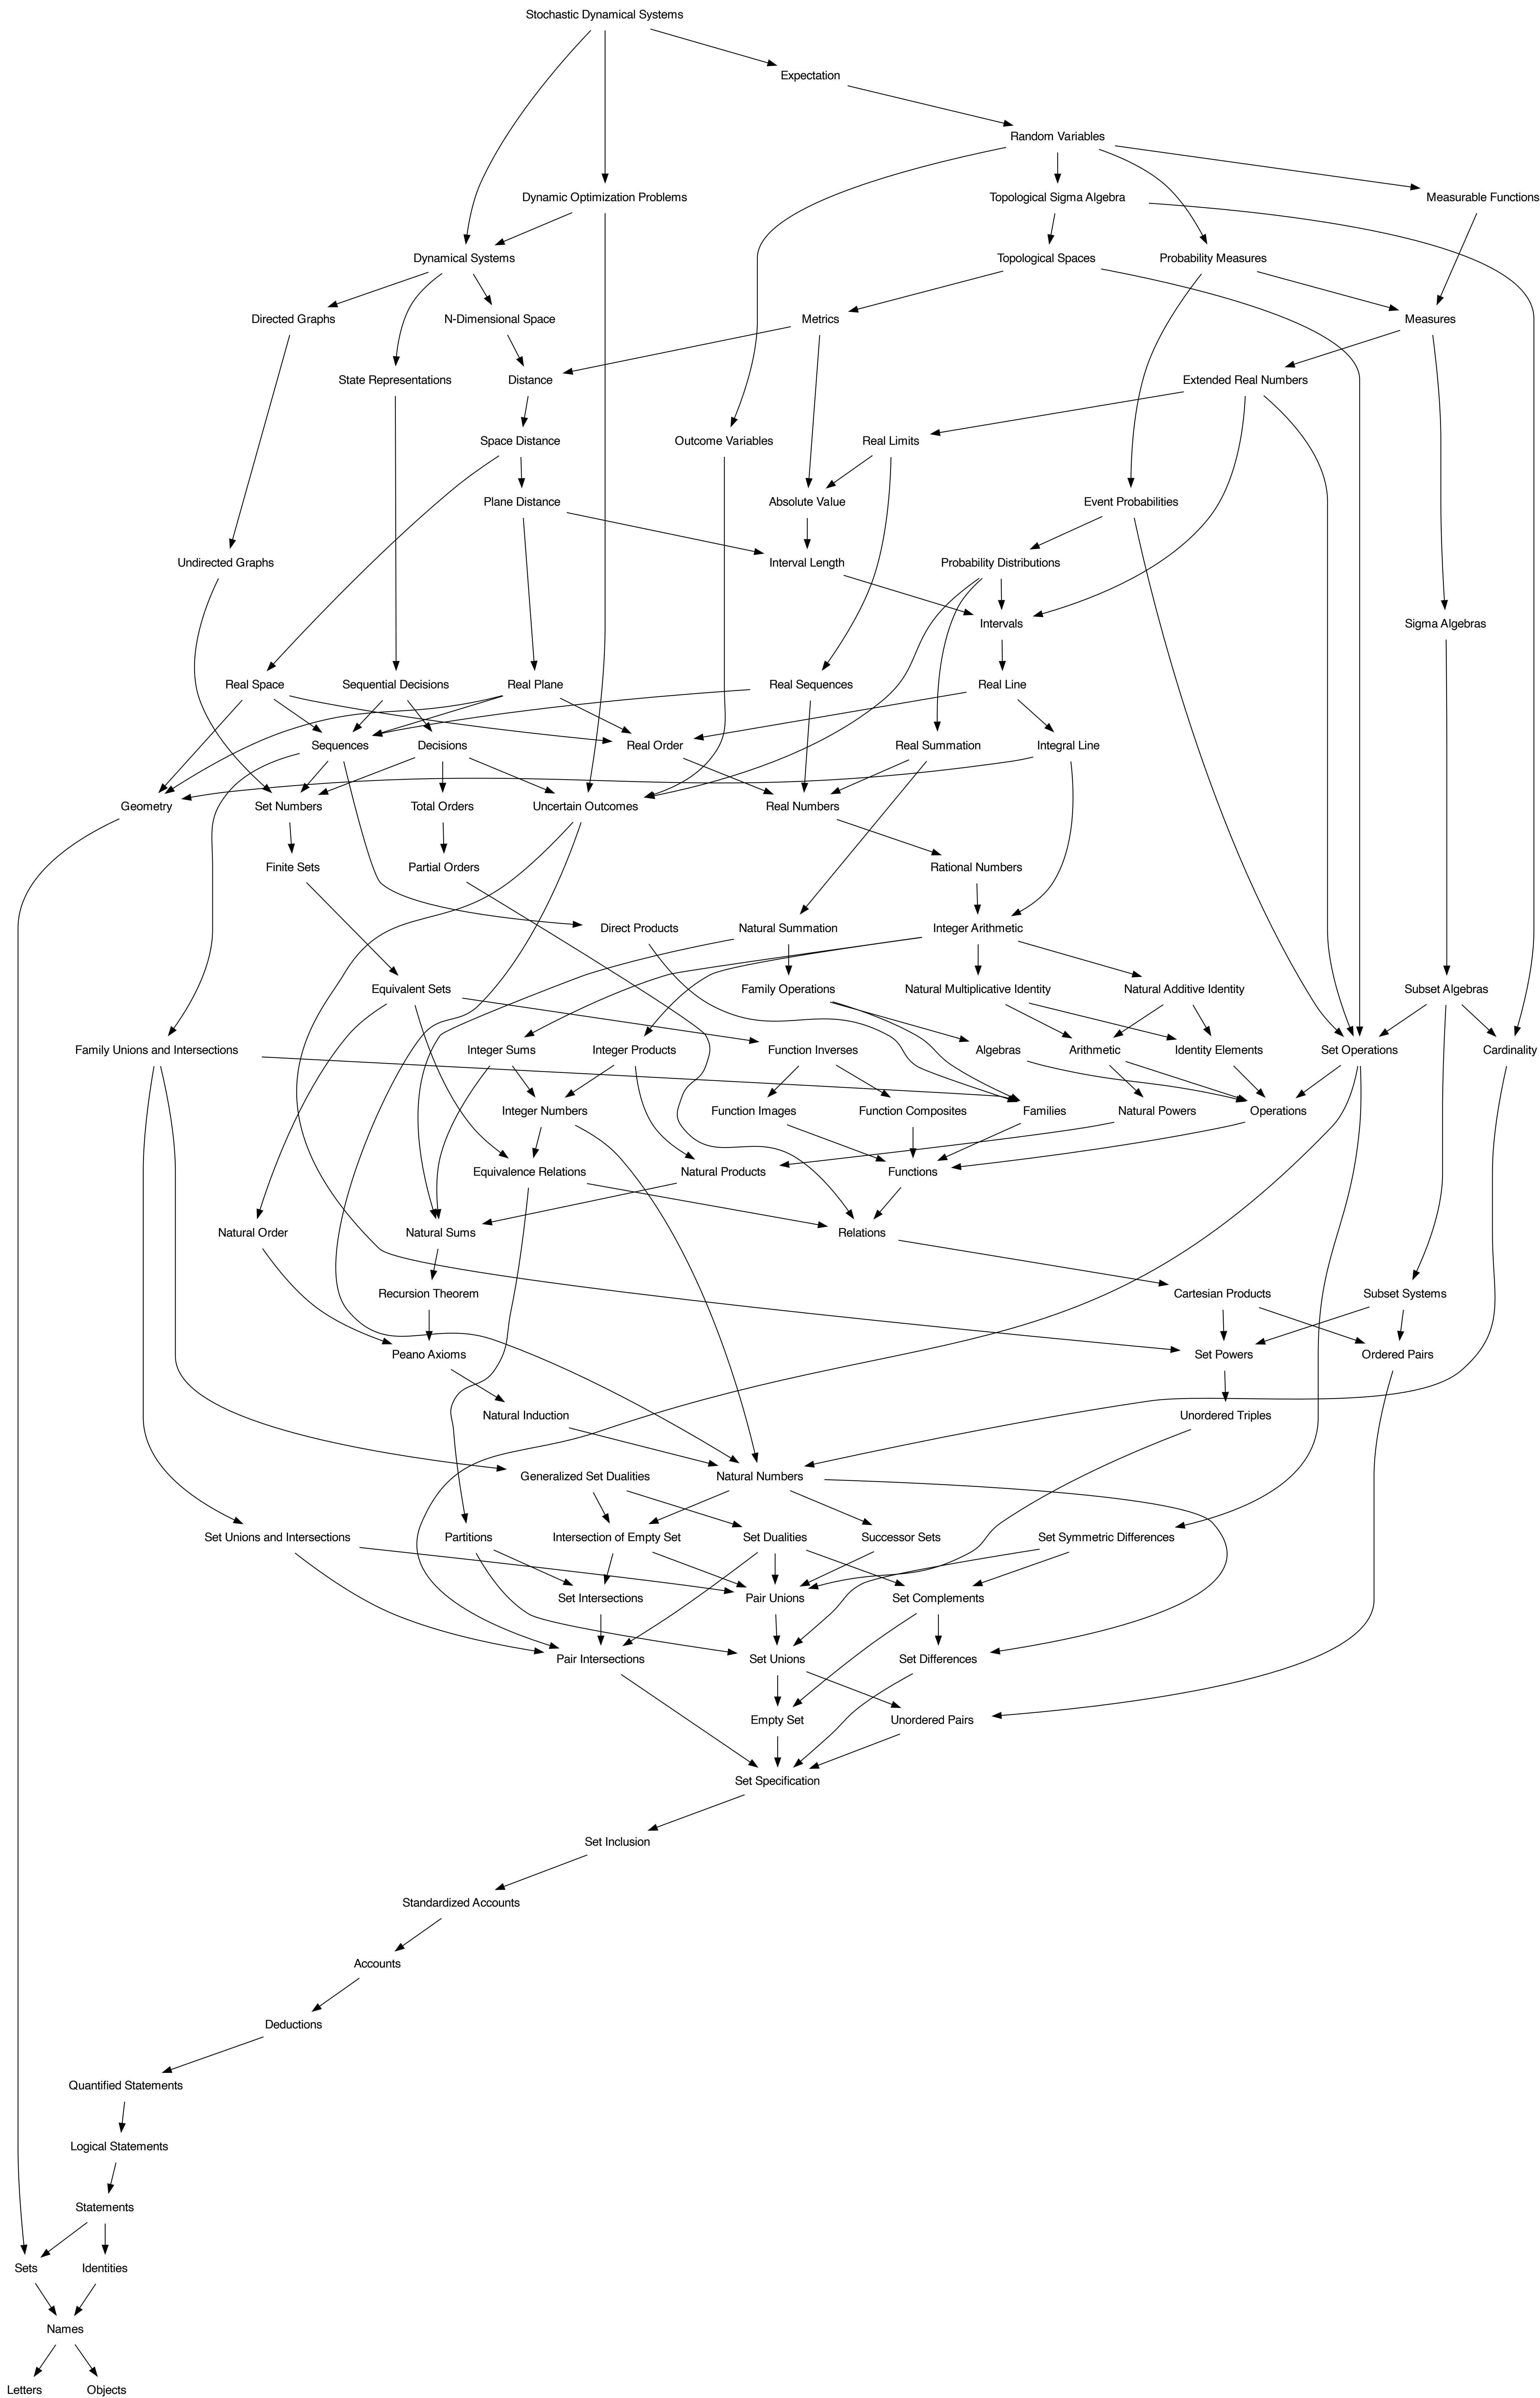 Stochastic Dynamical Systems
Expectation
Random Variables
Dynamic Optimization Problems
Topological Sigma Algebra
Measurable Functions
Dynamical Systems
Topological Spaces
Probability Measures
Directed Graphs
N-Dimensional Space
Metrics
Measures
State Representations
Distance
Extended Real Numbers
Space Distance
Outcome Variables
Real Limits
Plane Distance
Absolute Value
Event Probabilities
Undirected Graphs
Interval Length
Probability Distributions
Intervals
Sigma Algebras
Real Space
Sequential Decisions
Real Plane
Real Sequences
Real Line
Sequences
Decisions
Real Order
Real Summation
Integral Line
Geometry
Set Numbers
Total Orders
Uncertain Outcomes
Real Numbers
Finite Sets
Partial Orders
Rational Numbers
Direct Products
Natural Summation
Integer Arithmetic
Equivalent Sets
Family Operations
Natural Multiplicative Identity
Natural Additive Identity
Subset Algebras
Family Unions and Intersections
Integer Sums
Integer Products
Function Inverses
Algebras
Arithmetic
Identity Elements
Set Operations
Cardinality
Integer Numbers
Function Images
Function Composites
Families
Natural Powers
Operations
Equivalence Relations
Natural Products
Functions
Natural Order
Natural Sums
Relations
Recursion Theorem
Cartesian Products
Subset Systems
Peano Axioms
Set Powers
Ordered Pairs
Natural Induction
Unordered Triples
Generalized Set Dualities
Natural Numbers
Set Unions and Intersections
Partitions
Intersection of Empty Set
Set Dualities
Successor Sets
Set Symmetric Differences
Set Intersections
Pair Unions
Set Complements
Pair Intersections
Set Unions
Set Differences
Empty Set
Unordered Pairs
Set Specification
Set Inclusion
Standardized Accounts
Accounts
Deductions
Quantified Statements
Logical Statements
Statements
Sets
Identities
Names
Letters
Objects